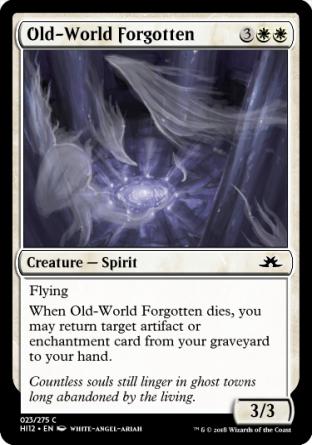 Old-World Forgotten 3
Creature — Spirit
Flying
When Old-World Forgotten dies, you
may return target artifact or
enchantment card from your graveyard
to your hand.
Countless souls still linger in ghost towns
long abandoned by the living.
3/3
023/275 C
HI12 • EN WHITE-ANGEL-ARIAH
™ & © 2018 Wizards of the Coast